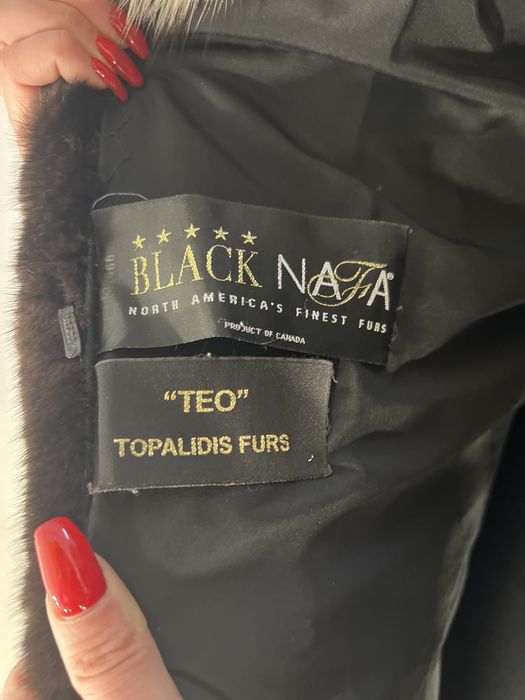 ★★★★★
BLACK NAFA®
NORTH AMERICA'S FINEST FURS
PRODUCT OF CANADA
"TEO"
TOPALIDIS FURS